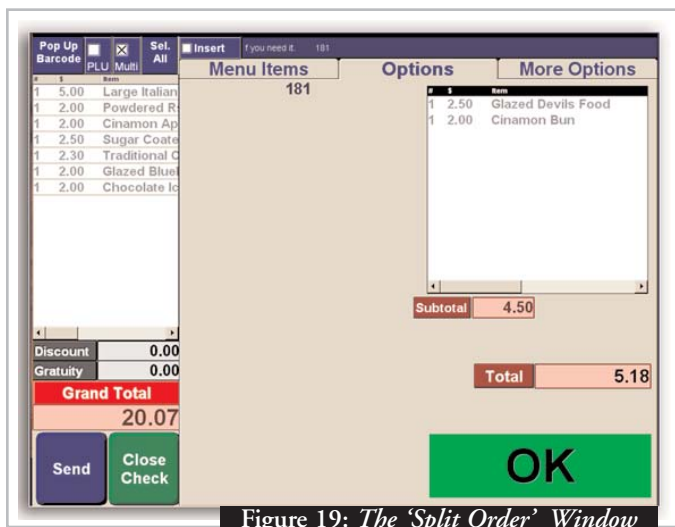 Pop Up Barcode
PLU
Multi
Sel. All
Insert
f you need it. 181
Menu Items
Options
More Options
# $ Item
1 5.00 Large Italian
1 2.00 Powdered R
1 2.00 Cinamon Ap
1 2.50 Sugar Coate
1 2.30 Traditional C
1 2.00 Glazed Blue
1 2.00 Chocolate Ic
181
# $ Item
1 2.50 Glazed Devils Food
1 2.00 Cinamon Bun
Subtotal 4.50
Discount 0.00
Gratuity 0.00
Grand Total
20.07
Total 5.18
Send
Close Check
OK
Figure 19: The ‘Split Order’ Window